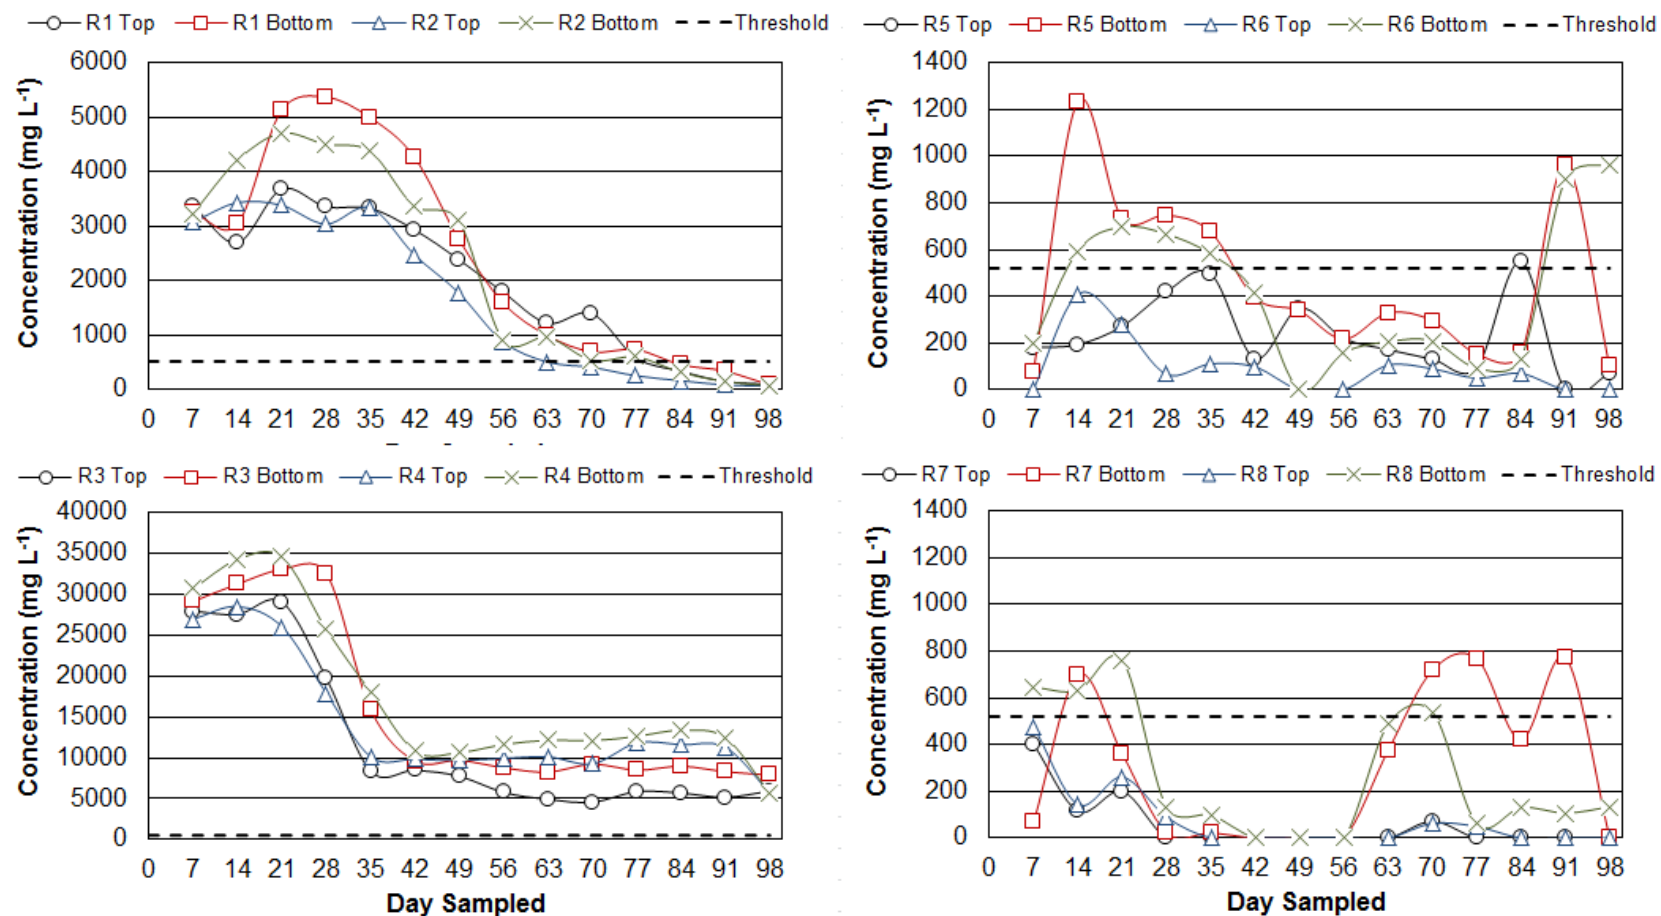 R1 Top R1 Bottom R2 Top R2 Bottom Threshold
Concentration (mg L-1)
6000
5000
4000
3000
2000
1000
0
0 7 14 21 28 35 42 49 56 63 70 77 84 91 98
R5 Top R5 Bottom R6 Top R6 Bottom Threshold
Concentration (mg L-1)
1400
1200
1000
800
600
400
200
0
0 7 14 21 28 35 42 49 56 63 70 77 84 91 98
R3 Top R3 Bottom R4 Top R4 Bottom Threshold
Concentration (mg L-1)
40000
35000
30000
25000
20000
15000
10000
5000
0
0 7 14 21 28 35 42 49 56 63 70 77 84 91 98
Day Sampled
R7 Top R7 Bottom R8 Top R8 Bottom Threshold
Concentration (mg L-1)
1400
1200
1000
800
600
400
200
0
0 7 14 21 28 35 42 49 56 63 70 77 84 91 98
Day Sampled